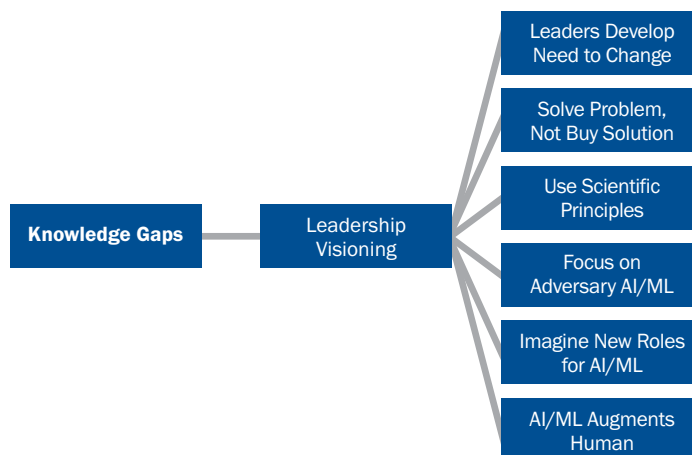 Leaders Develop
Need to Change
Solve Problem,
Not Buy Solution
Use Scientific
Principles
Knowledge Gaps
Leadership
Visioning
Focus on
Adversary AI/ML
Imagine New Roles
for AI/ML
AI/ML Augments
Human